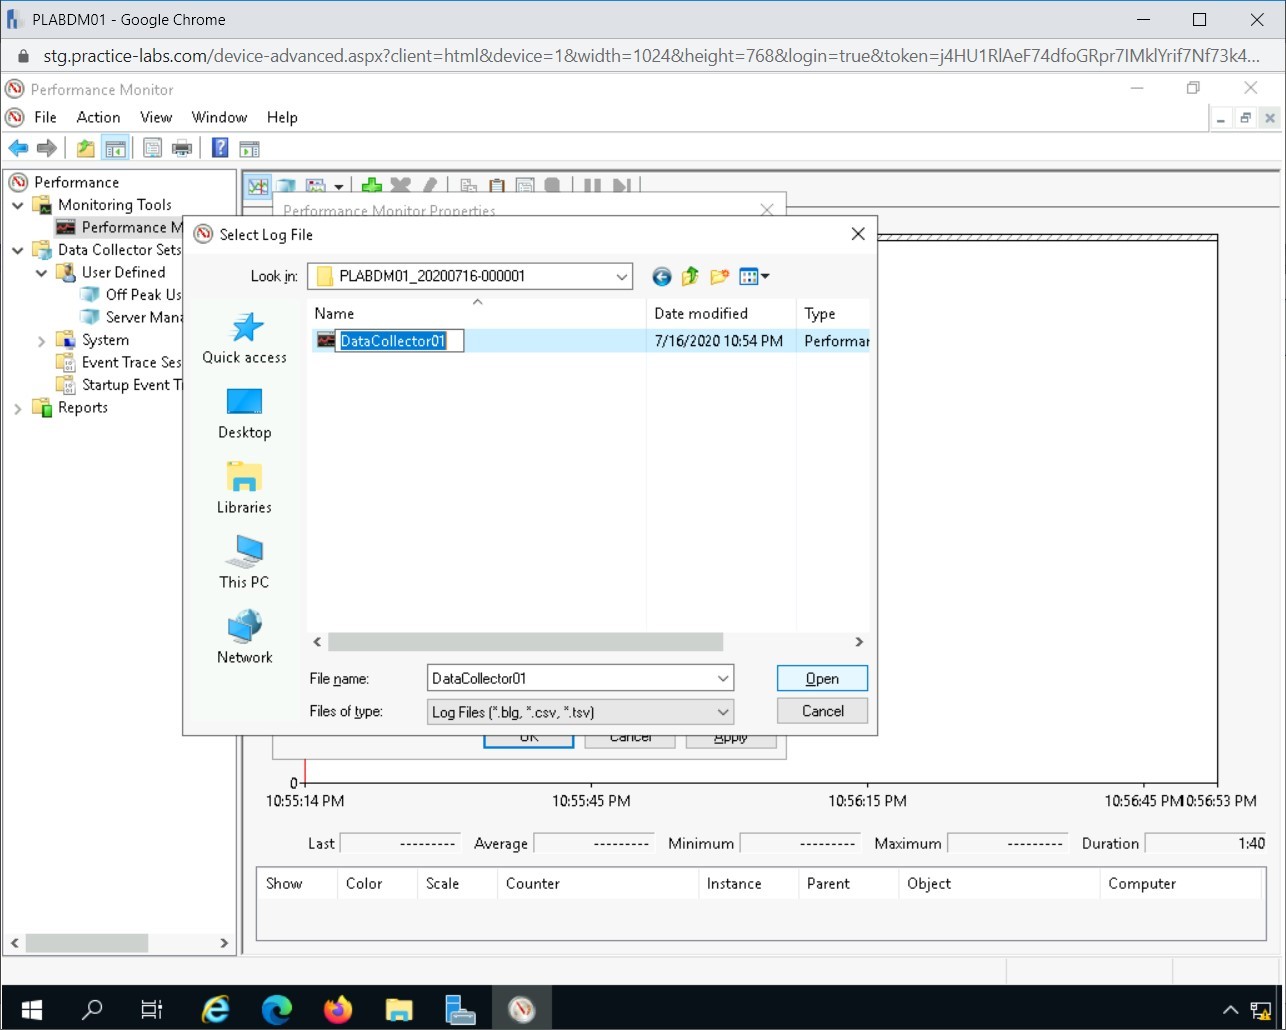 PLABDM01 - Google Chrome
stg.practice-labs.com/device-advanced.aspx?client=html&device=1&width=1024&height=768&login=true&token=j4HU1RlAeF74dfoGRpr7IMklYrif7Nf73k4...
Performance Monitor
File Action View Window Help
Performance
Monitoring Tools
Performance M
Data Collector Sets
User Defined
Off Peak Us
Server Mana
System
Event Trace Ses
Startup Event T
Reports
Performance Monitor Properties
Select Log File
Look in: PLABDM01_20200716-000001
Name Date modified Type
DataCollector01 7/16/2020 10:54 PM Performar
Quick access
Desktop
Libraries
This PC
Network
File name: DataCollector01 Open
Files of type: Log Files (*.blg, *.csv, *.tsv) Cancel
OK Cancel Apply
0
10:55:14 PM 10:55:45 PM 10:56:15 PM 10:56:45 PM 10:56:53 PM
Last --------- Average --------- Minimum --------- Maximum --------- Duration 1:40
Show Color Scale Counter Instance Parent Object Computer